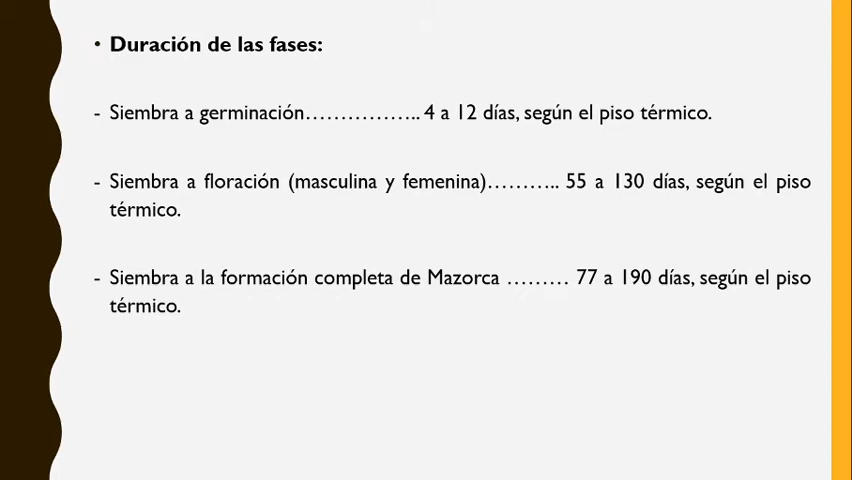 • Duración de las fases:
- Siembra a germinación…………….. 4 a 12 días, según el piso térmico.
- Siembra a floración (masculina y femenina)……….. 55 a 130 días, según el piso
térmico.
- Siembra a la formación completa de Mazorca ……… 77 a 190 días, según el piso
térmico.